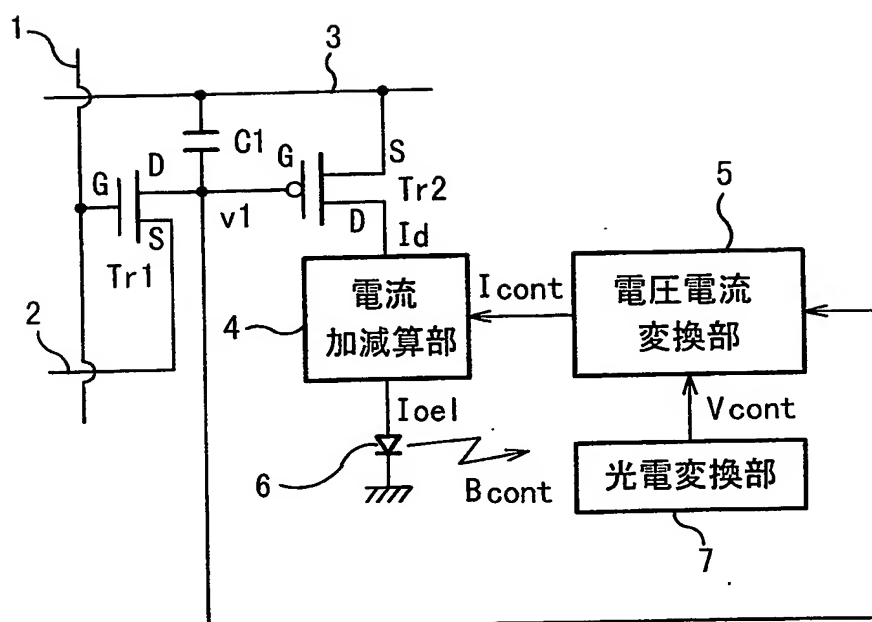 1
3
C1
G
D
S
Tr1
v1
G
S
Tr2
D
Id
2
4
電流
加減算部
Icont
5
電圧電流
変換部
Vcont
Ioel
6
Bcont
光電変換部
7